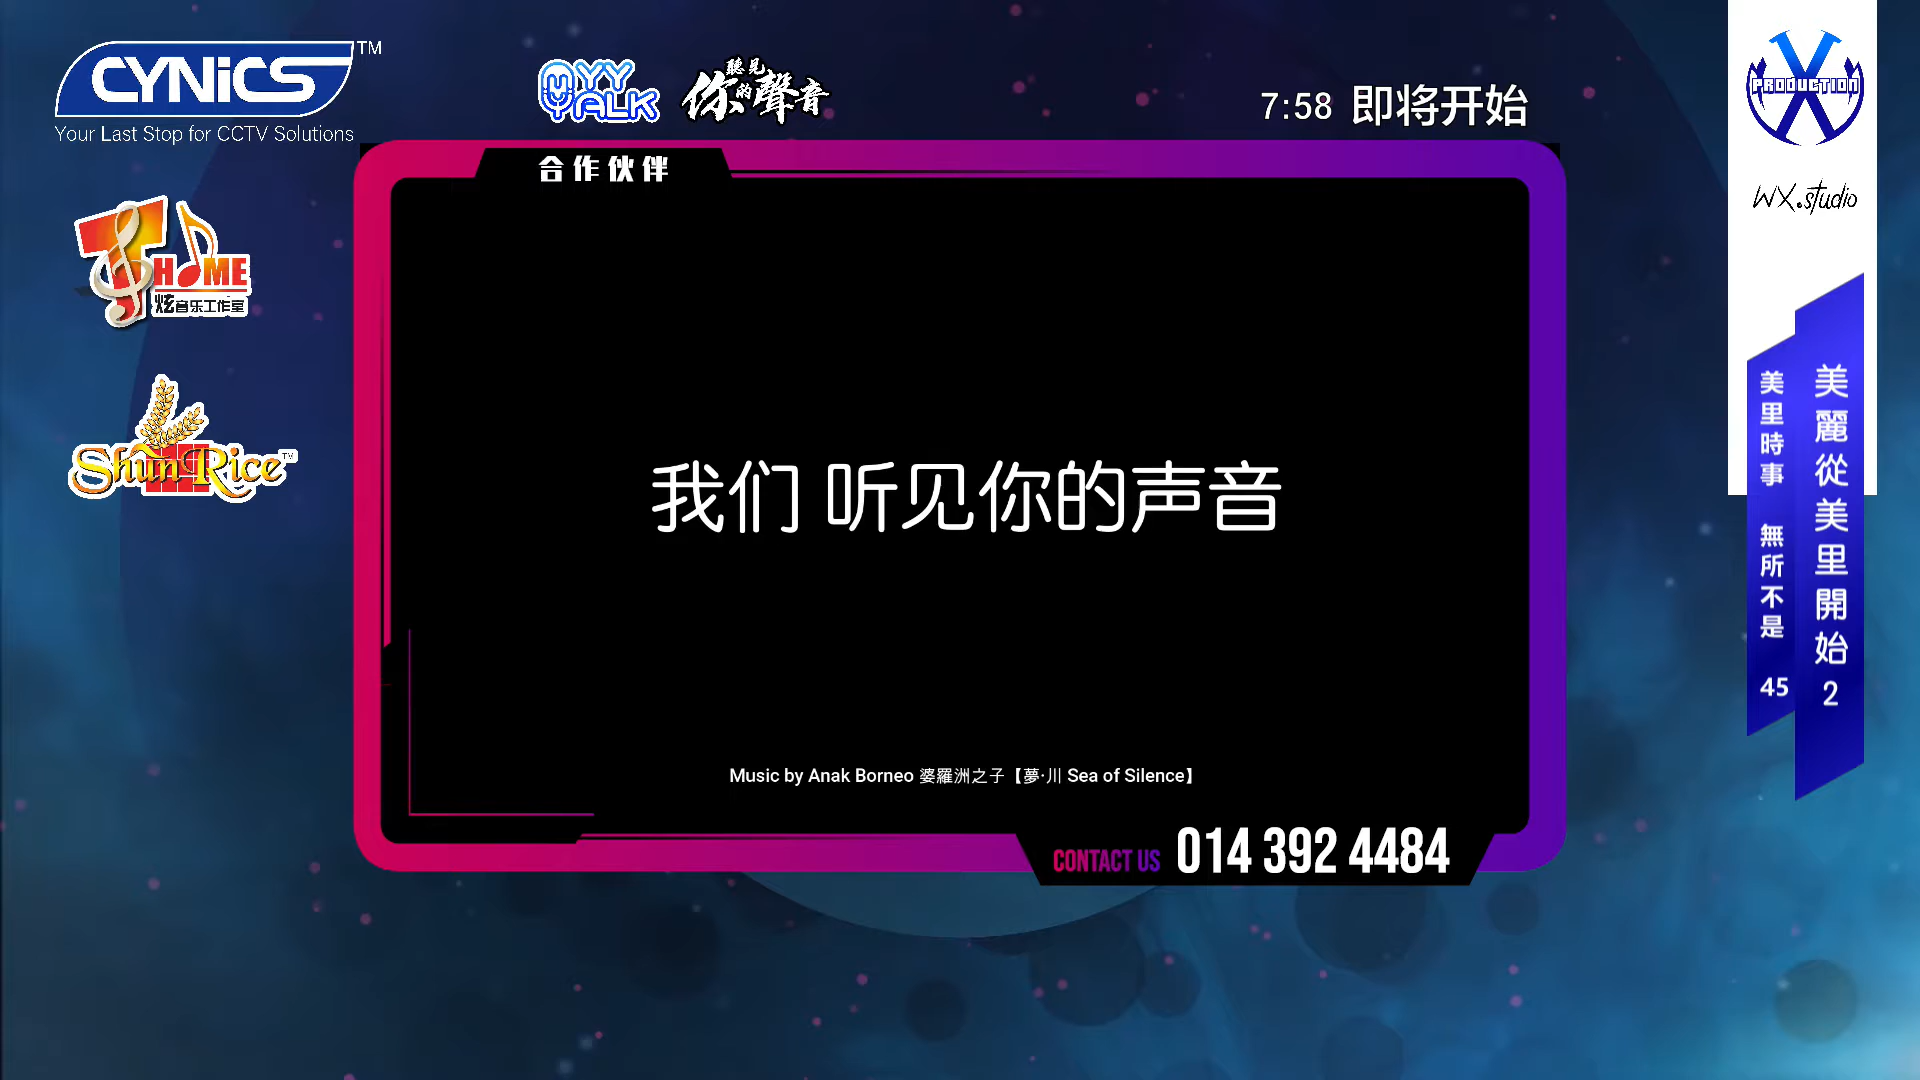 CYNiCS™
Your Last Stop for CCTV Solutions
YY TALK
聽見你的聲音
7:58 即将开始
X PRODUCTION
WX.studio
合作伙伴
T HOME
炫音乐工作室
Shun Rice™
我们 听见你的声音
美麗從美里開始2
美里時事 無所不是 45
Music by Anak Borneo 婆羅洲之子【夢·川 Sea of Silence】
CONTACT US 014 392 4484